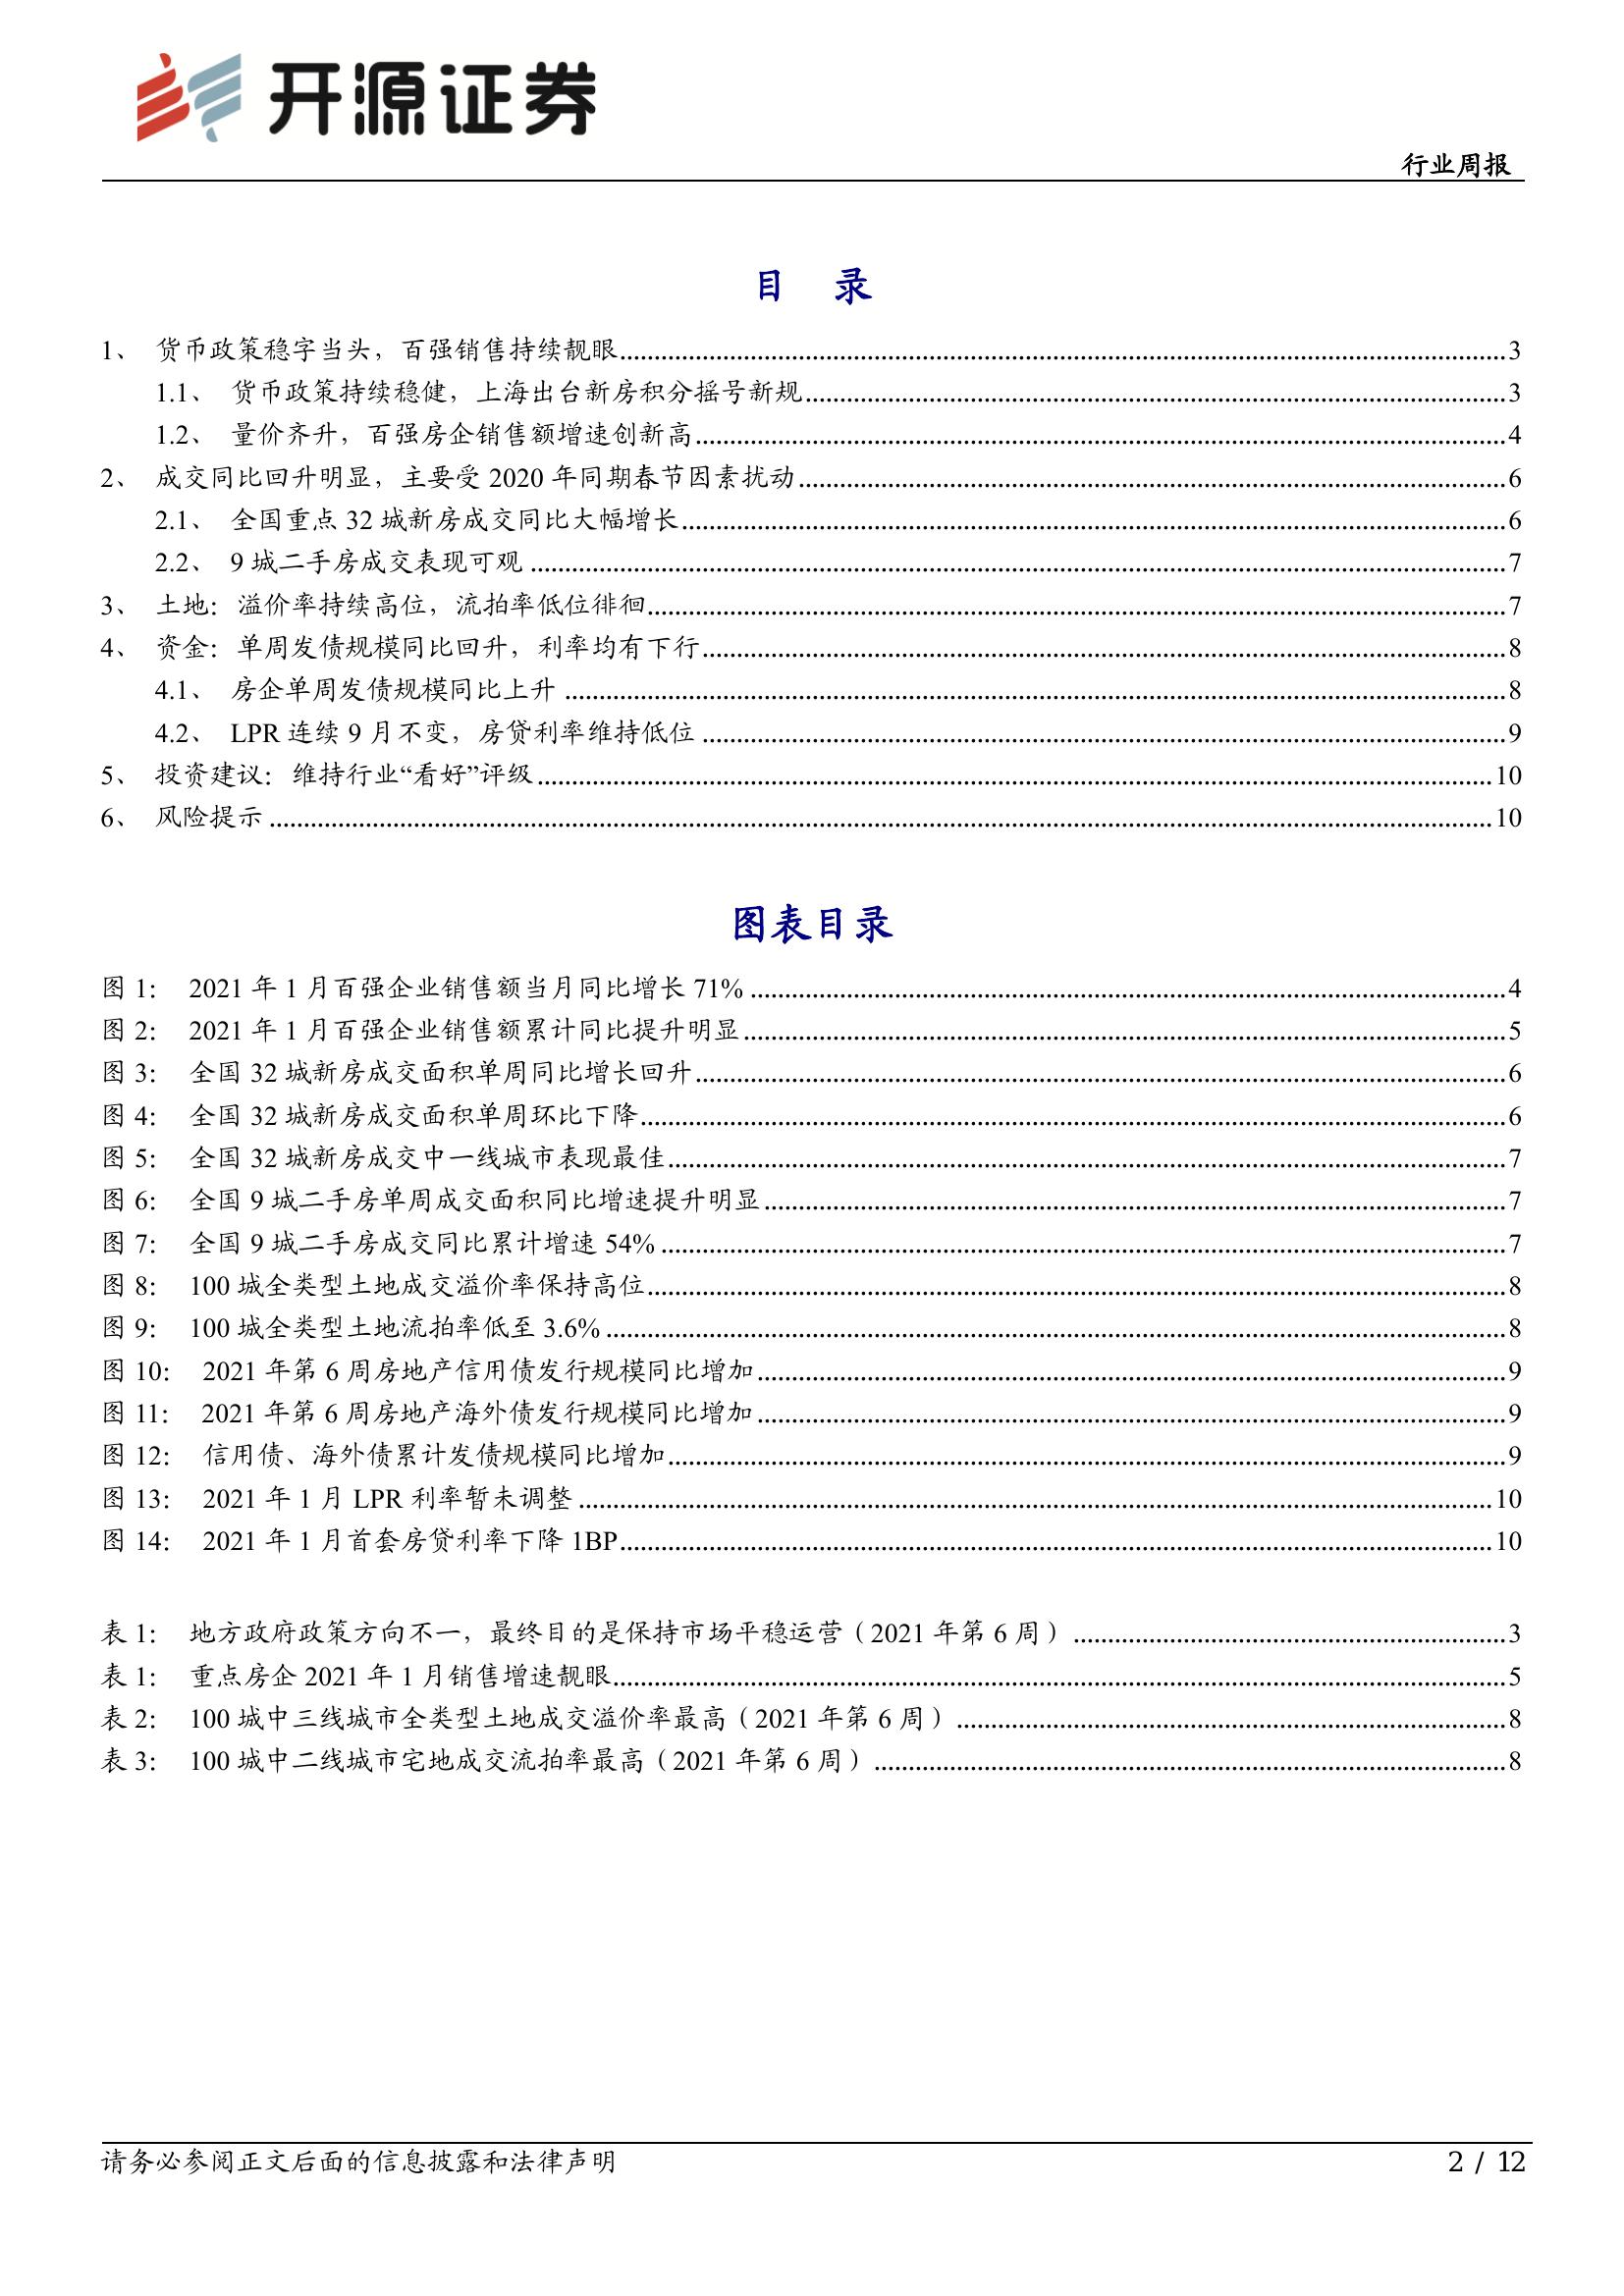 开源证券
行业周报
目 录
1、 货币政策稳字当头，百强销售持续靓眼 3
1.1、 货币政策持续稳健，上海出台新房积分摇号新规 3
1.2、 量价齐升，百强房企销售额增速创新高 4
2、 成交同比回升明显，主要受 2020 年同期春节因素扰动 6
2.1、 全国重点 32 城新房成交同比大幅增长 6
2.2、 9 城二手房成交表现可观 7
3、 土地：溢价率持续高位，流拍率低位徘徊 7
4、 资金：单周发债规模同比回升，利率均有下行 8
4.1、 房企单周发债规模同比上升 8
4.2、 LPR 连续 9 月不变，房贷利率维持低位 9
5、 投资建议：维持行业“看好”评级 10
6、 风险提示 10
图表目录
图 1： 2021 年 1 月百强企业销售额当月同比增长 71% 4
图 2： 2021 年 1 月百强企业销售额累计同比提升明显 5
图 3： 全国 32 城新房成交面积单周同比增长回升 6
图 4： 全国 32 城新房成交面积单周环比下降 6
图 5： 全国 32 城新房成交中一线城市表现最佳 7
图 6： 全国 9 城二手房单周成交面积同比增速提升明显 7
图 7： 全国 9 城二手房成交同比累计增速 54% 7
图 8： 100 城全类型土地成交溢价率保持高位 8
图 9： 100 城全类型土地流拍率低至 3.6% 8
图 10： 2021 年第 6 周房地产信用债发行规模同比增加 9
图 11： 2021 年第 6 周房地产海外债发行规模同比增加 9
图 12： 信用债、海外债累计发债规模同比增加 9
图 13： 2021 年 1 月 LPR 利率暂未调整 10
图 14： 2021 年 1 月首套房贷利率下降 1BP 10
表 1： 地方政府政策方向不一，最终目的是保持市场平稳运营（2021 年第 6 周） 3
表 1： 重点房企 2021 年 1 月销售增速靓眼 5
表 2： 100 城中三线城市全类型土地成交溢价率最高（2021 年第 6 周） 8
表 3： 100 城中二线城市宅地成交流拍率最高（2021 年第 6 周） 8
请务必参阅正文后面的信息披露和法律声明 2 / 12